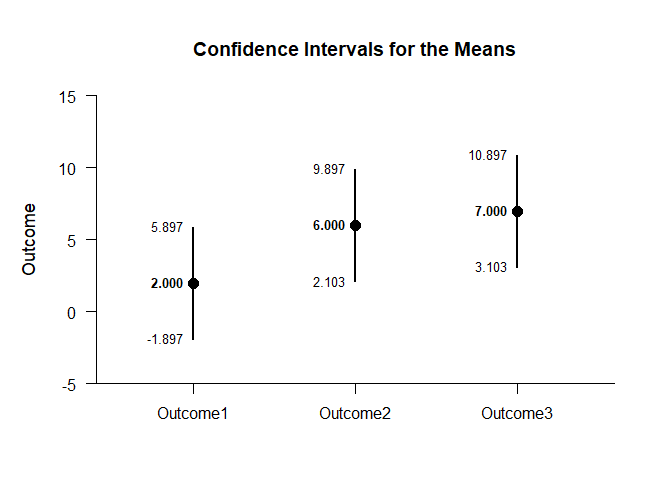 Confidence Intervals for the Means
Outcome
15
10
5
0
-5
5.897
2.000
-1.897
9.897
6.000
2.103
10.897
7.000
3.103
Outcome1
Outcome2
Outcome3